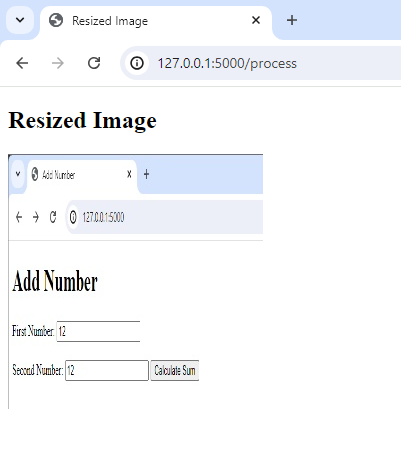 Resized Image
127.0.0.1:5000/process
Resized Image
Add Number
127.0.0.1:5000
Add Number
First Number: 12
Second Number: 12 Calculate Sum